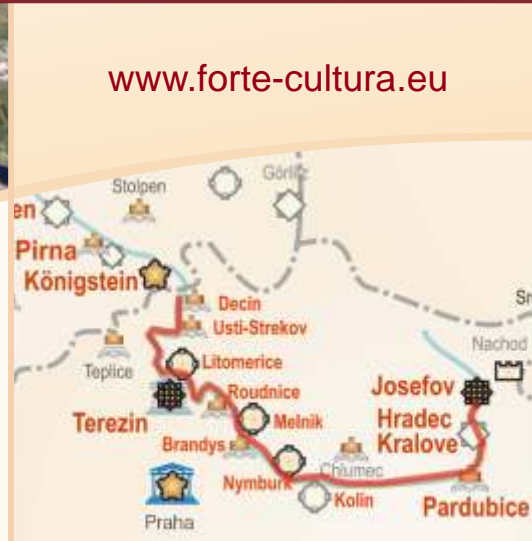 www.forte-cultura.eu
Stolpen
Görlitz
en
Pirna
Königstein
Decin
Usti-Strekov
Teplice
Litomerice
Nachod
Roudnice
Josefov
Terezin
Melnik
Hradec
Kralove
Brandys
Nymburk
Chlumec
Kolin
Pardubice
Praha